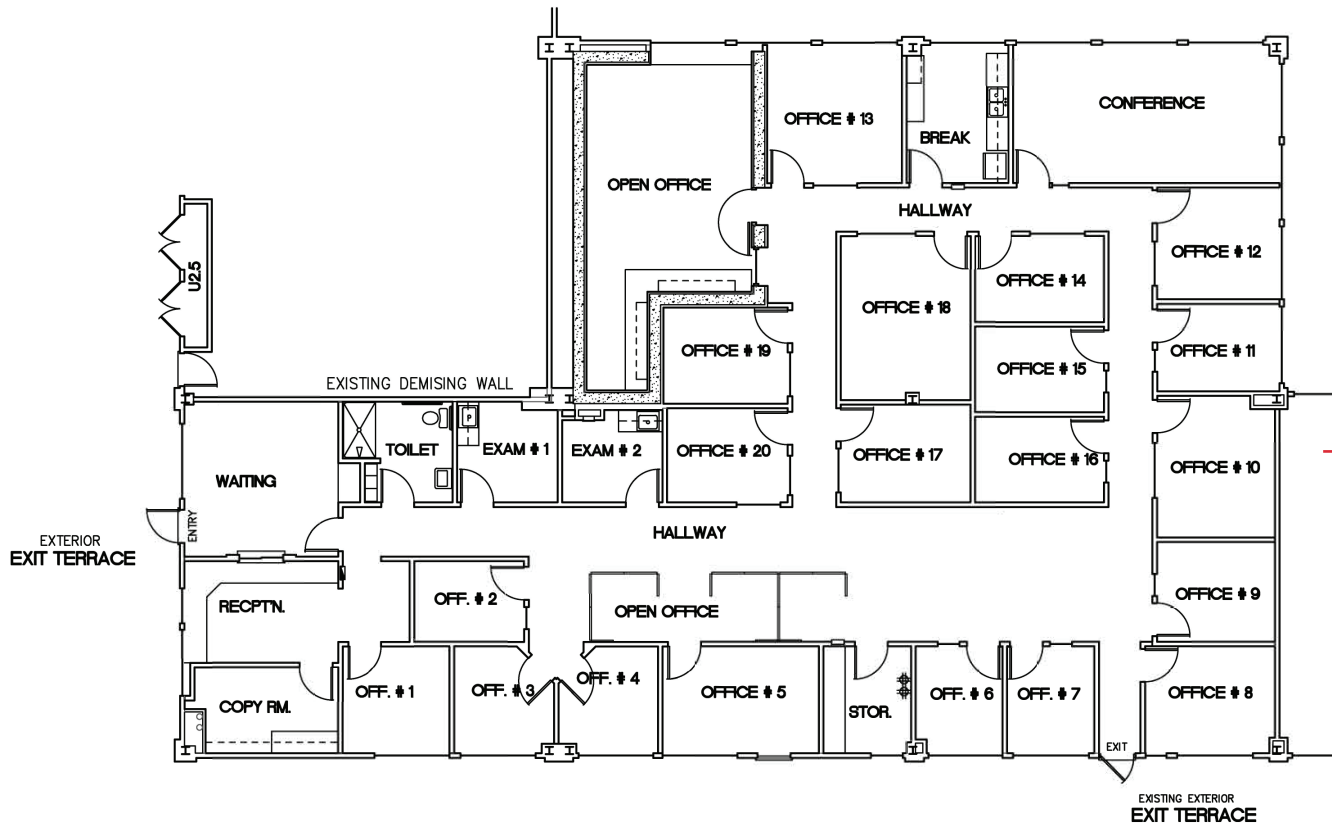 OFFICE # 13
CONFERENCE
BREAK
OPEN OFFICE
HALLWAY
OFFICE # 12
U2.5
OFFICE # 14
OFFICE # 18
OFFICE # 19
OFFICE # 15
OFFICE # 11
EXISTING DEMISING WALL
TOILET
EXAM # 1
EXAM # 2
OFFICE # 20
OFFICE # 17
OFFICE # 16
OFFICE # 10
WAITING
ENTRY
HALLWAY
EXTERIOR
EXIT TERRACE
OFF. # 2
OPEN OFFICE
OFFICE # 9
RECPT'N.
OFF. # 1
OFF. # 3
OFF. # 4
OFFICE # 5
STOR.
OFF. # 6
OFF. # 7
OFFICE # 8
COPY RM.
EXIT
EXISTING EXTERIOR
EXIT TERRACE